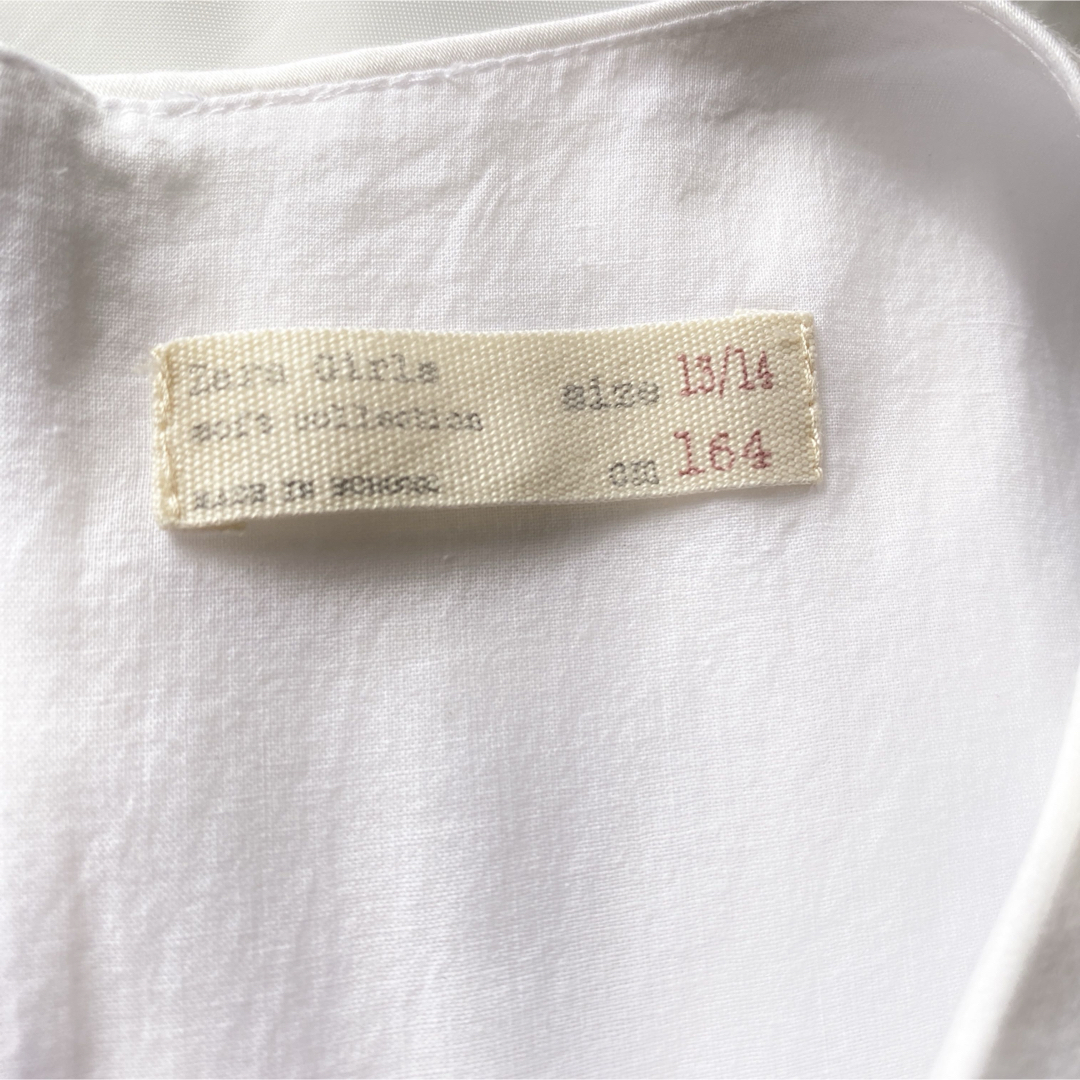 Zara Girls
soft collection
size 13/14
CM 164
MADE IN MOROCCO